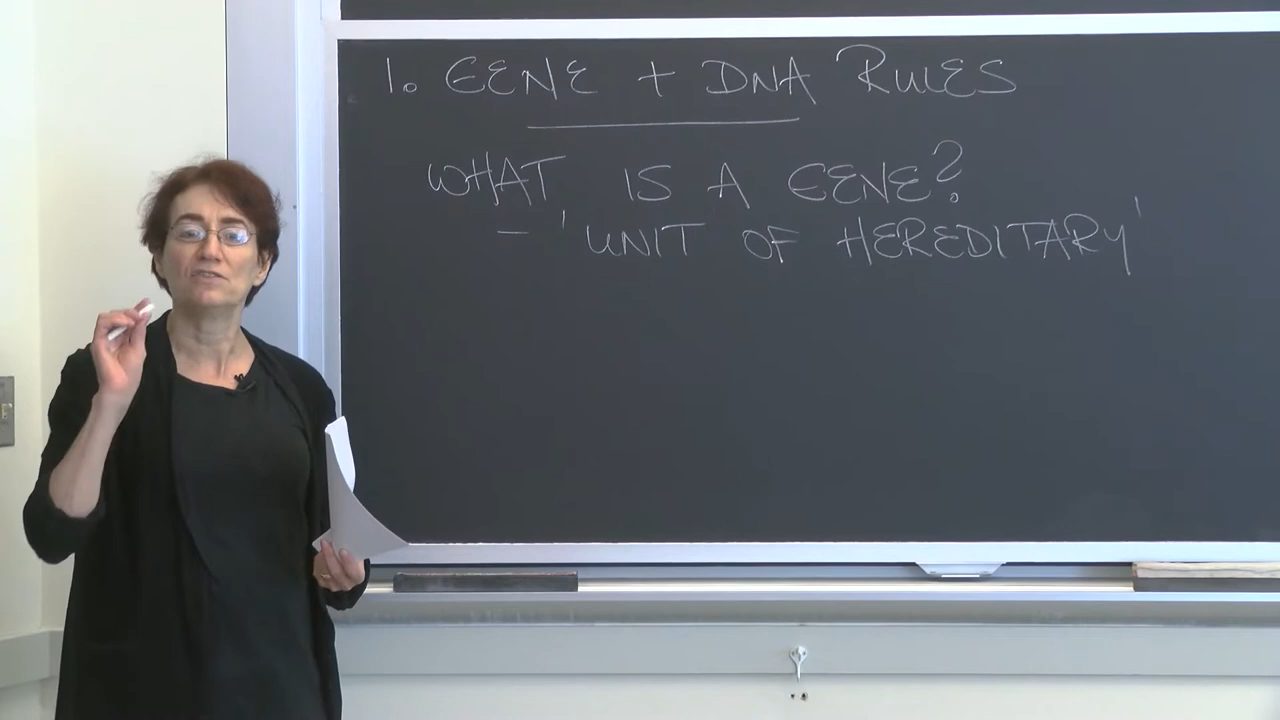 1. GENE + DNA RULES
WHAT IS A GENE?
- 'UNIT OF HEREDITARY'